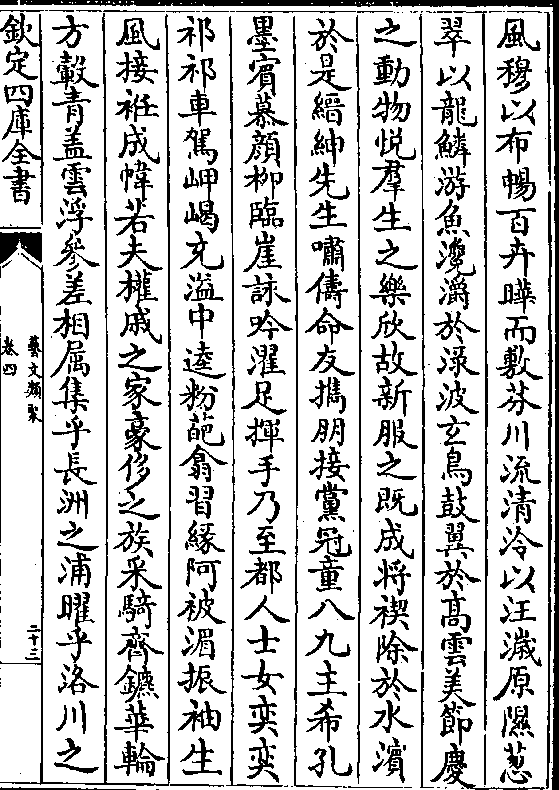 風穆以布暢百卉曄而敷芬川流清泠以汪濊原隰葱
翠以龍鱗游魚瀺灂於渌波玄鳥鼓翼於高雲美節慶
之動物悅羣生之樂欣故新服之既成将禊除於水濱
於是縉紳先生嘯儔命友擕朋接黨冠童八九主希孔
墨賔慕顔柳臨崖詠吟濯足揮手乃至都人士女奕奕
祁祁車駕岬嵑充溢中逵粉葩翕習緣阿被湄振袖生
風接袵成幃若夫權戚之家豪侈之族采騎齊鑣華輪
方轂青盖雲浮參差相属集乎長洲之浦曜乎洛川之
欽定四庫全書
藝文類聚
卷四
二十三